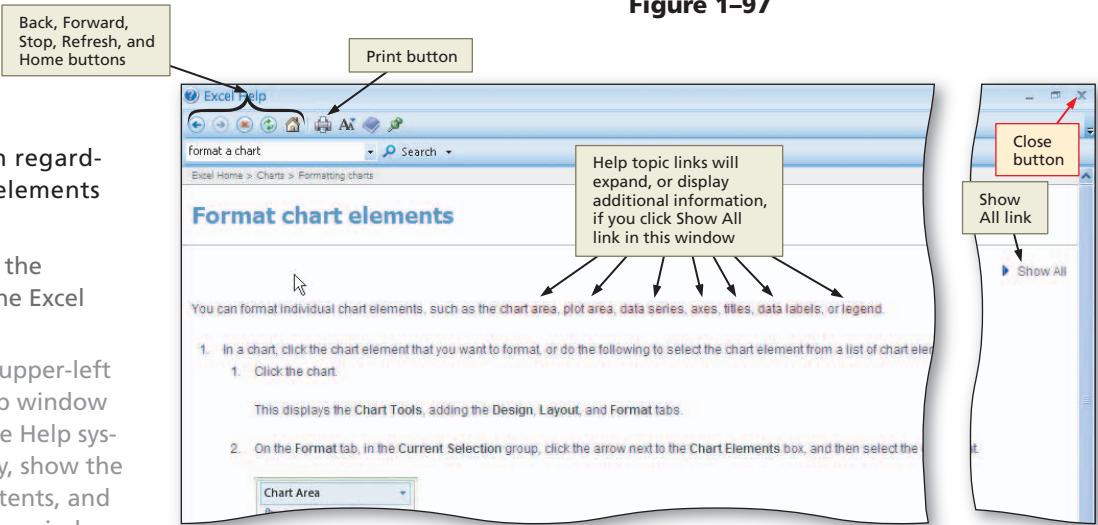 Figure 1–97
Back, Forward,
Stop, Refresh, and
Home buttons
Print button
Excel Help
format a chart
Search
Excel Home > Charts > Formatting charts
Format chart elements
Help topic links will
expand, or display
additional information,
if you click Show All
link in this window
Close
button
Show
All link
Show All
You can format individual chart elements, such as the chart area, plot area, data series, axes, titles, data labels, or legend.
1. In a chart, click the chart element that you want to format, or do the following to select the chart element from a list of chart eler
1. Click the chart.
This displays the Chart Tools, adding the Design, Layout, and Format tabs.
2. On the Format tab, in the Current Selection group, click the arrow next to the Chart Elements box, and then select the
Chart Area
n regard-
elements
the
ne Excel
upper-left
p window
e Help sys-
y, show the
tents, and